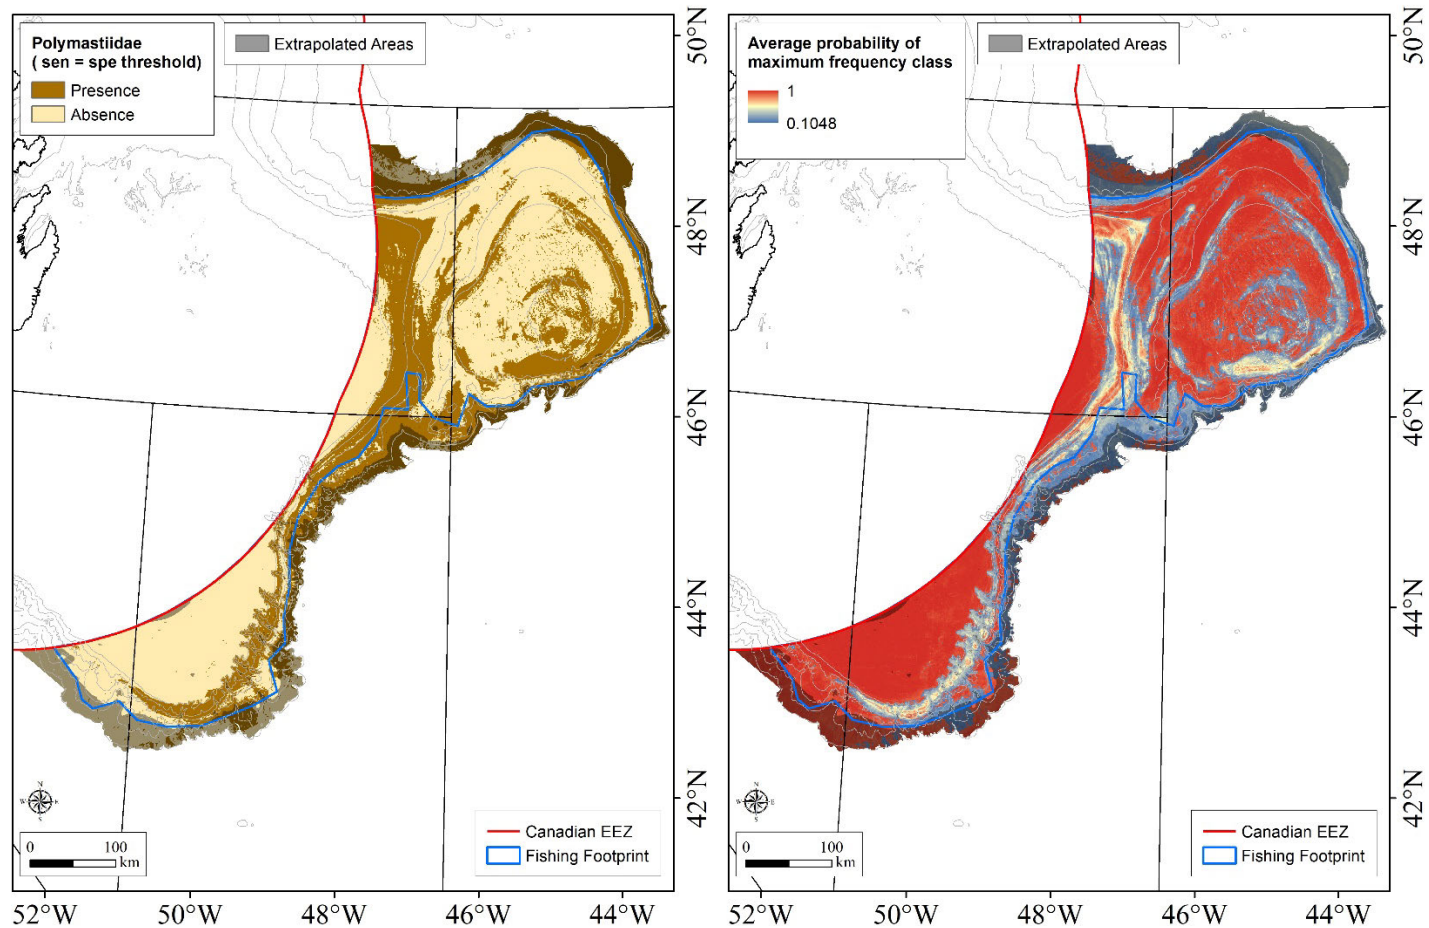 Polymastiidae
( sen = spe threshold)
Presence
Absence
Extrapolated Areas
N
W
E
S
0 100
km
Canadian EEZ
Fishing Footprint
52°W 50°W 48°W 46°W 44°W
Average probability of
maximum frequency class
1
0.1048
Extrapolated Areas
50°N
48°N
46°N
44°N
42°N
N
W
E
S
0 100
km
Canadian EEZ
Fishing Footprint
52°W 50°W 48°W 46°W 44°W
50°N
48°N
46°N
44°N
42°N